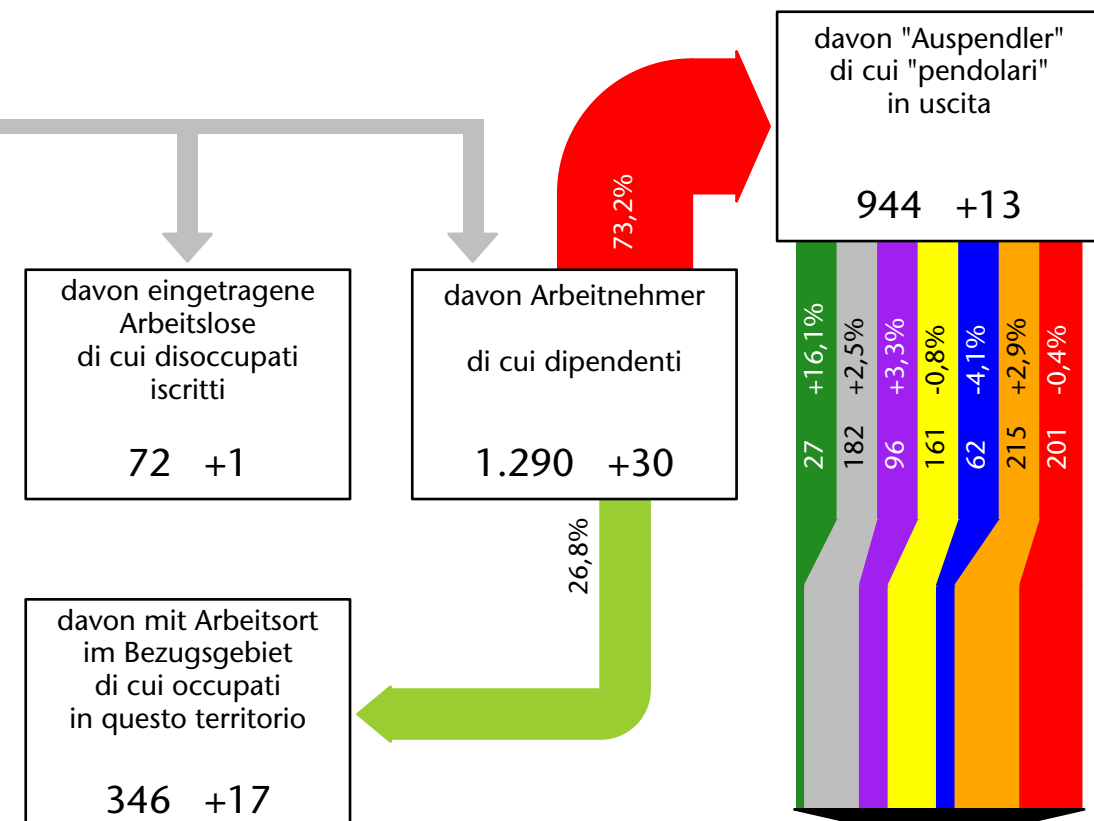 davon "Auspendler"
di cui "pendolari"
in uscita
944 +13
73,2%
davon eingetragene
Arbeitslose
di cui disoccupati
iscritti
72 +1
davon Arbeitnehmer
di cui dipendenti
1.290 +30
27 +16,1%
182 +2,5%
96 +3,3%
161 -0,8%
62 -4,1%
215 +2,9%
201 -0,4%
26,8%
davon mit Arbeitsort
im Bezugsgebiet
di cui occupati
in questo territorio
346 +17